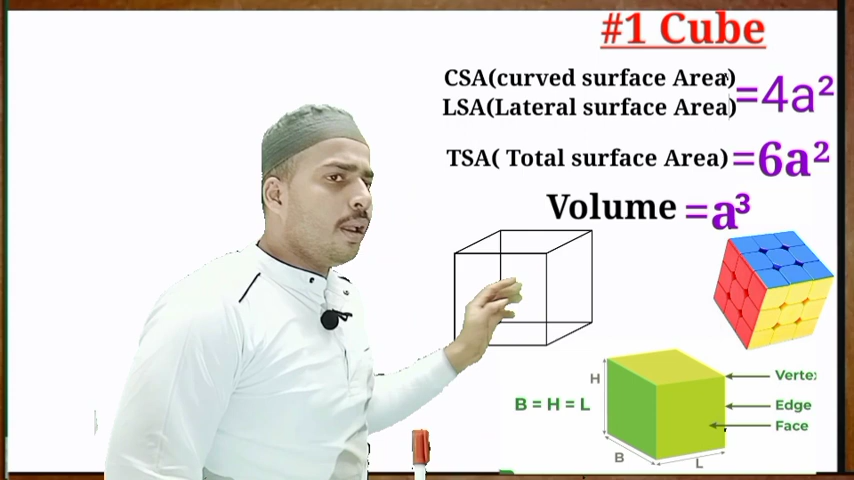 #1 Cube
CSA(curved surface Area)
LSA(Lateral surface Area)
=4a²
TSA( Total surface Area) =6a²
Volume =a³
H
B = H = L
B
L
Vertex
Edge
Face